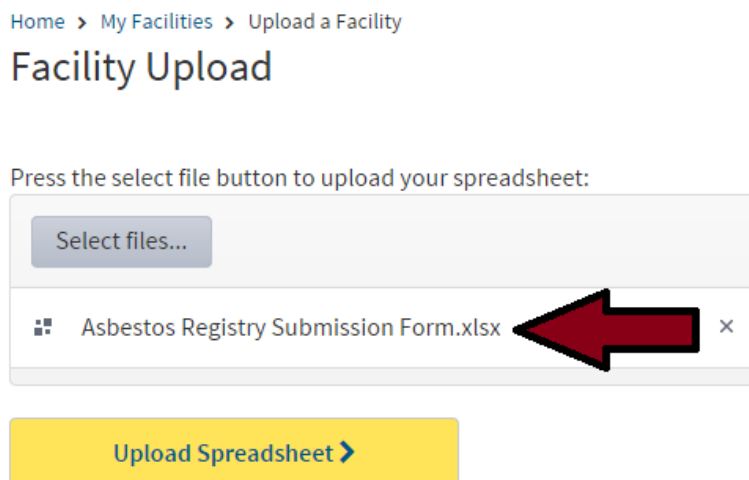 Home > My Facilities > Upload a Facility
Facility Upload
Press the select file button to upload your spreadsheet:
Select files...
Asbestos Registry Submission Form.xlsx ×
Upload Spreadsheet >